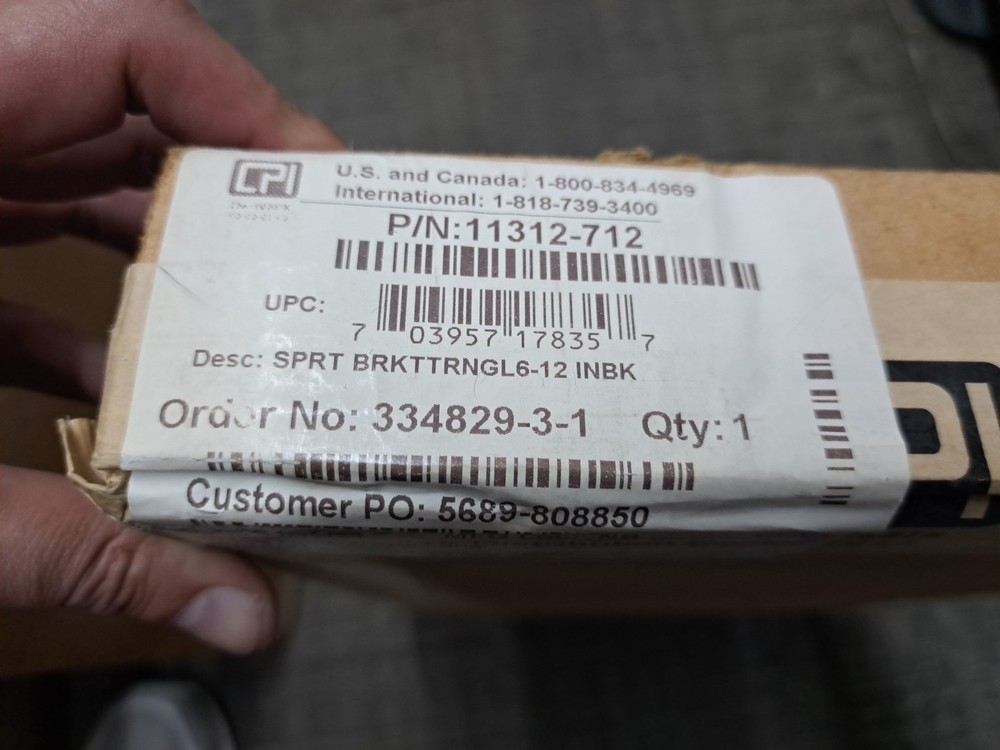 CPI
U.S. and Canada: 1-800-834-4969
International: 1-818-739-3400
P/N:11312-712
UPC:
7 03957 17835 7
Desc: SPRT BRKTTRNGL6-12 INBK
Order No: 334829-3-1 Qty: 1
Customer PO: 5689-808850